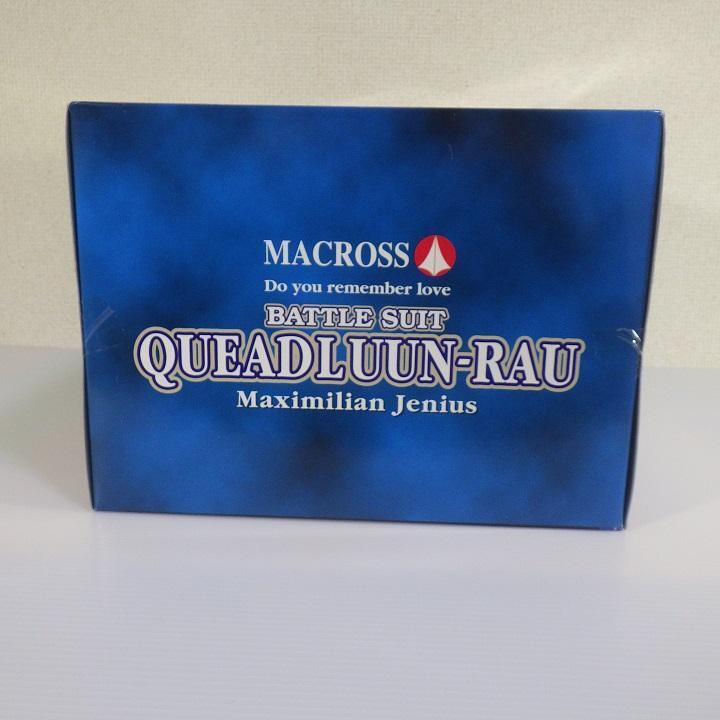 MACROSS
Do you remember love
BATTLE SUIT
QUEADLUUN-RAU
Maximilian Jenius